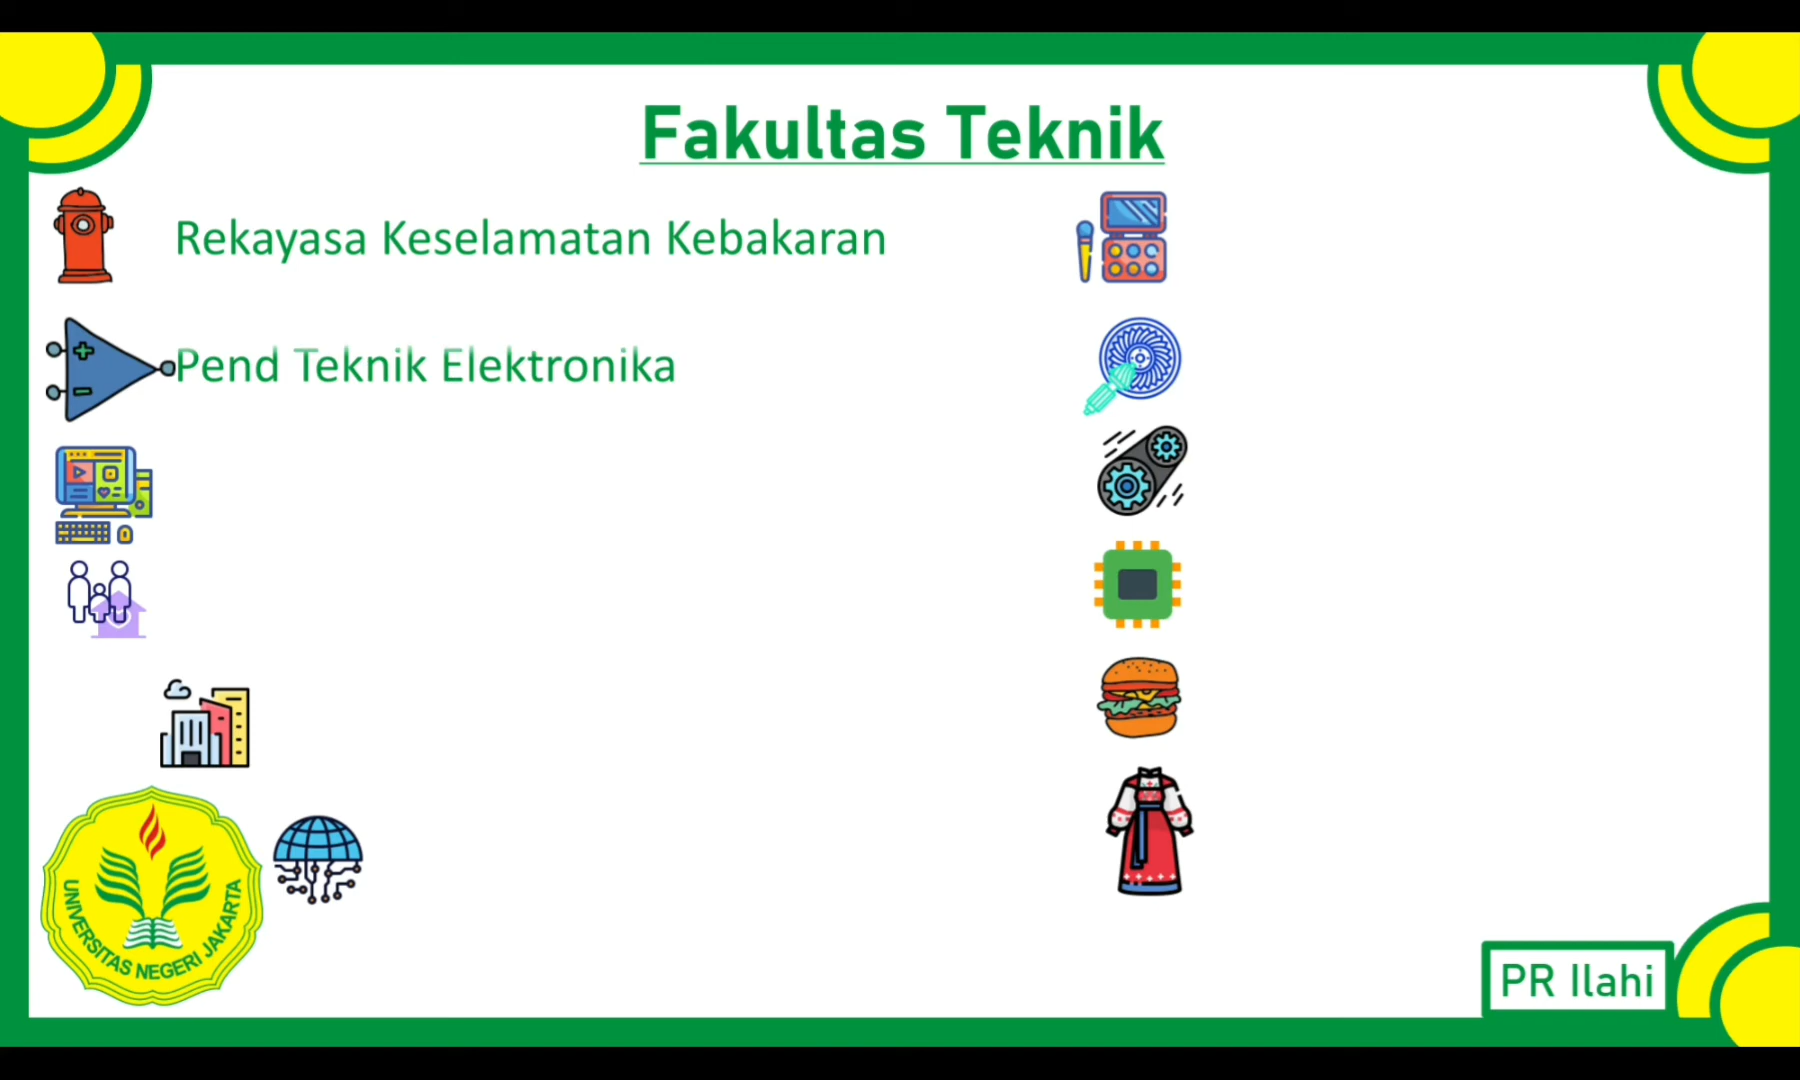 Fakultas Teknik
Rekayasa Keselamatan Kebakaran
Pend Teknik Elektronika
UNIVERSITAS NEGERI JAKARTA
PR Ilahi